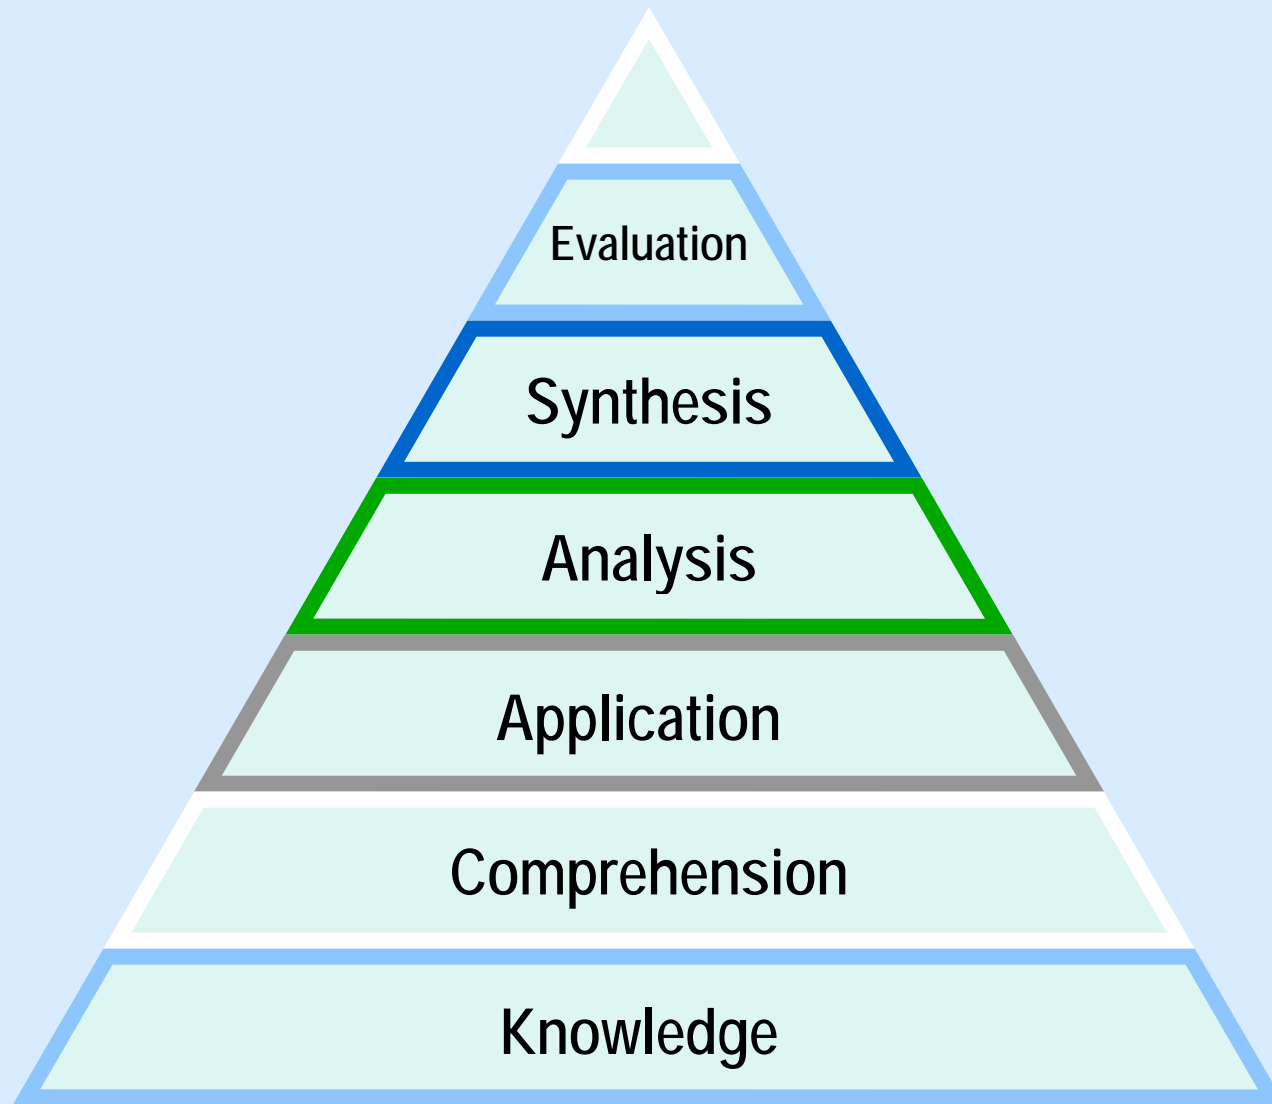 Evaluation
Synthesis
Analysis
Application
Comprehension
Knowledge